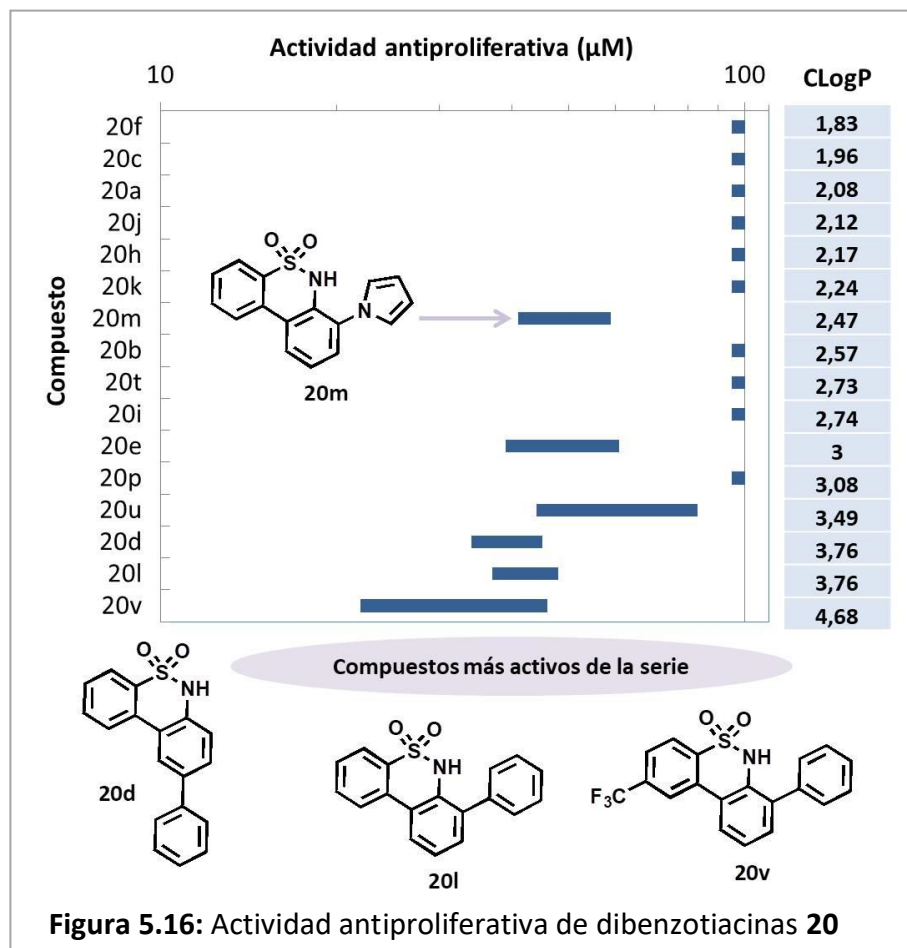 Actividad antiproliferativa (µM)
10
100
CLogP
Compuesto
20f 1,83
20c 1,96
20a 2,08
20j 2,12
20h 2,17
20k 2,24
20m 2,47
20b 2,57
20t 2,73
20i 2,74
20e 3
20p 3,08
20u 3,49
20d 3,76
20l 3,76
20v 4,68
O O
S
NH
N
20m
Compuestos más activos de la serie
O O
S
NH
20d
O O
S
NH
20l
O O
S
NH
F3C
20v
Figura 5.16: Actividad antiproliferativa de dibenzotiacinas 20